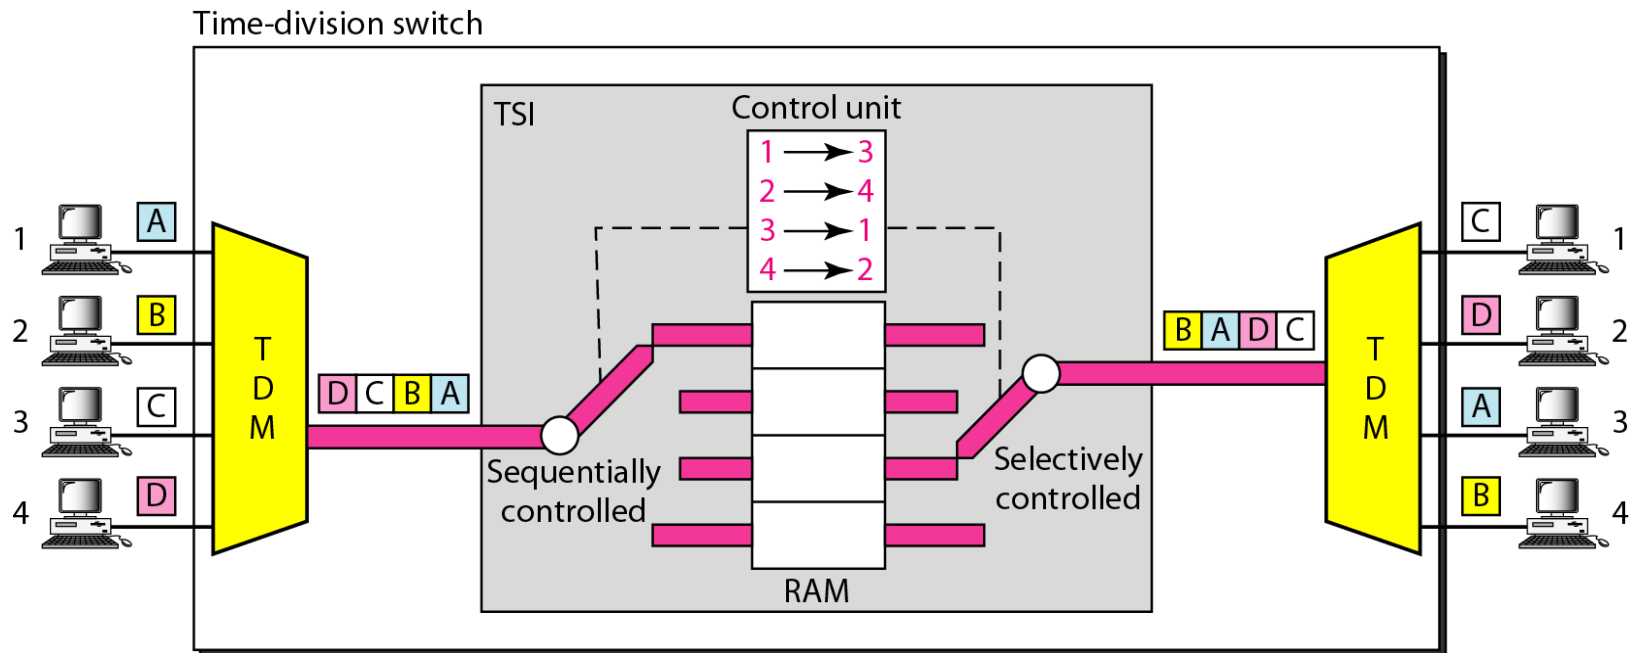 Time-division switch
TSI
Control unit
1 → 3
2 → 4
3 → 1
4 → 2
1 A
2 B
3 C
4 D
T
D
M
D C B A
Sequentially
controlled
RAM
Selectively
controlled
B A D C
T
D
M
C 1
D 2
A 3
B 4